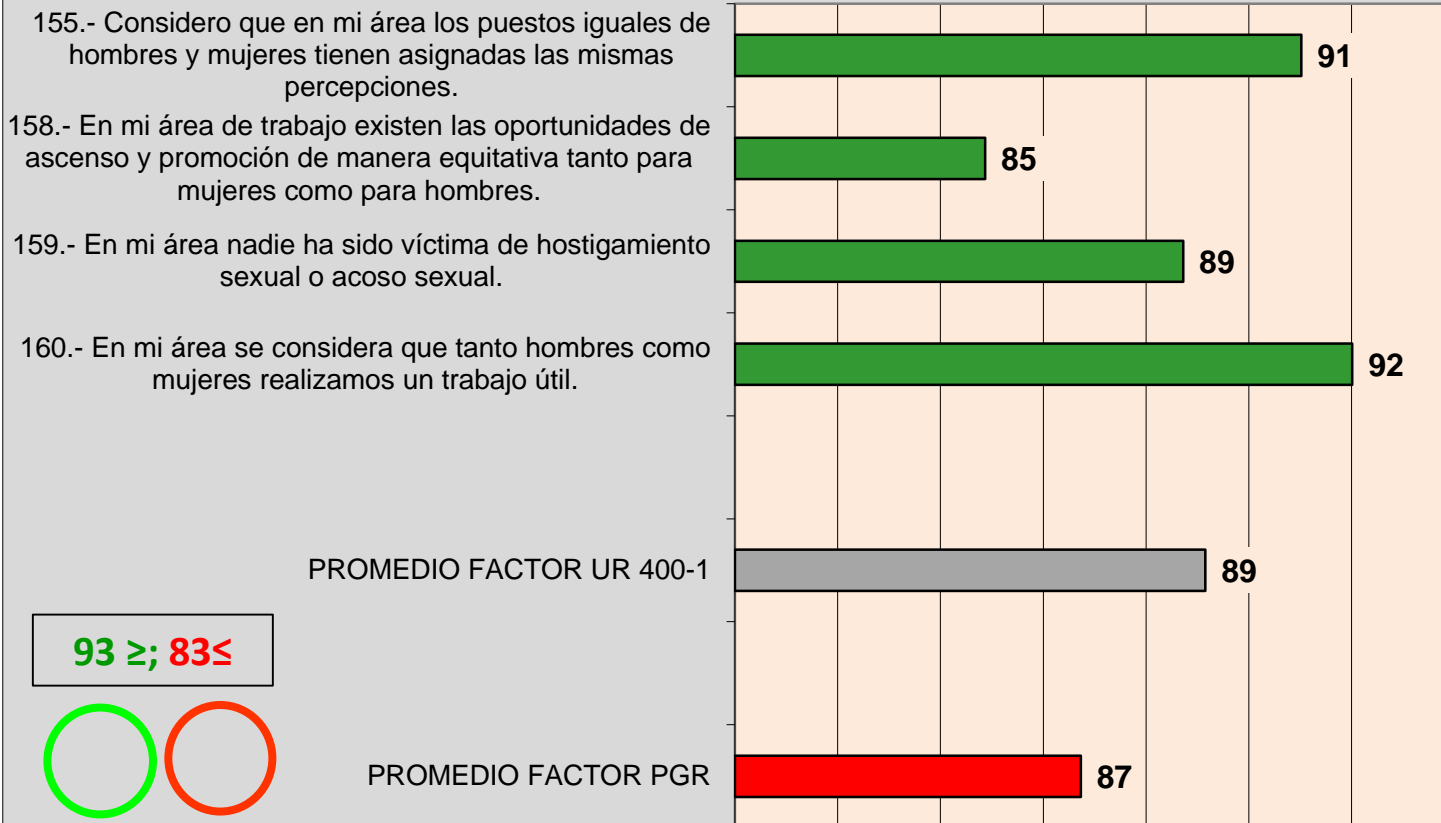 155.- Considero que en mi área los puestos iguales de
hombres y mujeres tienen asignadas las mismas
percepciones.
91
158.- En mi área de trabajo existen las oportunidades de
ascenso y promoción de manera equitativa tanto para
mujeres como para hombres.
85
159.- En mi área nadie ha sido víctima de hostigamiento
sexual o acoso sexual.
89
160.- En mi área se considera que tanto hombres como
mujeres realizamos un trabajo útil.
92
PROMEDIO FACTOR UR 400-1
89
93 ≥; 83≤
PROMEDIO FACTOR PGR
87